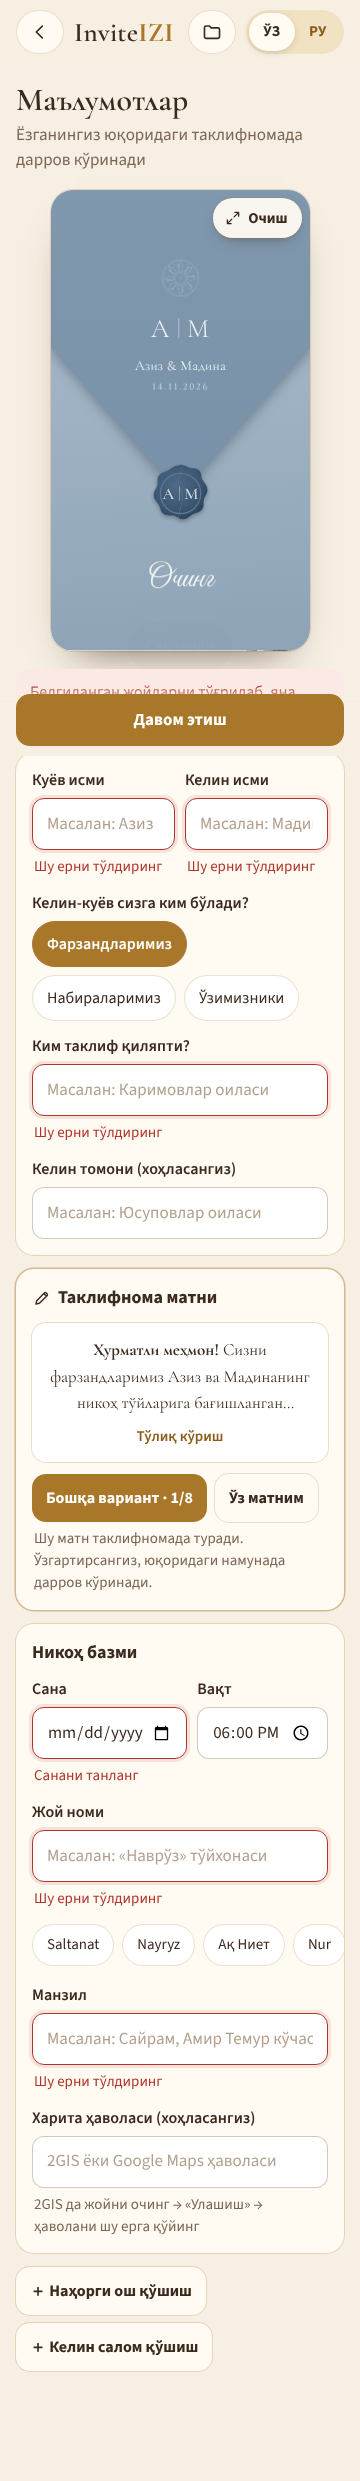 InviteIZI
ЎЗ
РУ
Маълумотлар
Ёзганингиз юқоридаги таклифномада
дарров кўринади
Очиш
A | M
Азиз & Мадина
14.11.2026
A | M
Очинг
Белгиланган жойларни тўғрилаб, яна
Давом этиш
Куёв исми
Келин исми
Масалан: Азиз
Масалан: Мади
Шу ерни тўлдиринг
Шу ерни тўлдиринг
Келин-куёв сизга ким бўлади?
Фарзандларимиз
Набираларимиз
Ўзимизники
Ким таклиф қиляпти?
Масалан: Каримовлар оиласи
Шу ерни тўлдиринг
Келин томони (хоҳласангиз)
Масалан: Юсуповлар оиласи
Таклифнома матни
Ҳурматли меҳмон! Сизни
фарзандларимиз Азиз ва Мадинанинг
никоҳ тўйларига бағишланган...
Тўлиқ кўриш
Бошқа вариант · 1/8
Ўз матним
Шу матн таклифномада туради.
Ўзгартирсангиз, юқоридаги намунада
дарров кўринади.
Никоҳ базми
Сана
Вақт
mm/dd/yyyy
06:00 PM
Санани танланг
Жой номи
Масалан: «Наврўз» тўйхонаси
Шу ерни тўлдиринг
Saltanat
Nayryz
Ақ Ниет
Nur
Манзил
Масалан: Сайрам, Амир Темур кўчас
Шу ерни тўлдиринг
Харита ҳаволаси (хоҳласангиз)
2GIS ёки Google Maps ҳаволаси
2GIS да жойни очинг → «Улашиш» →
ҳаволани шу ерга қўйинг
+ Наҳорги ош қўшиш
+ Келин салом қўшиш